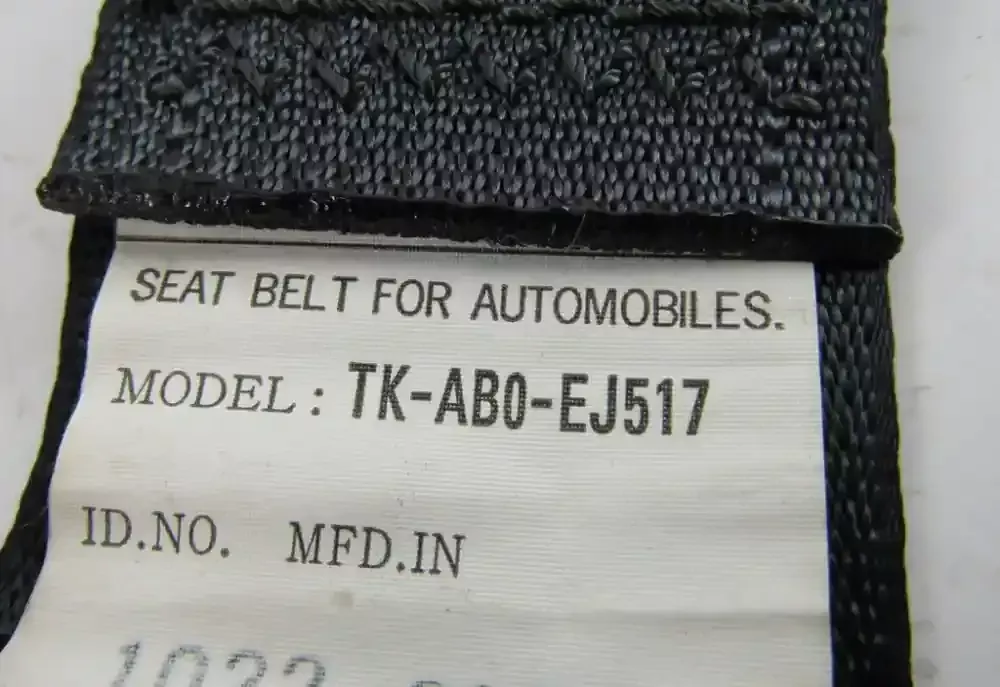 SEAT BELT FOR AUTOMOBILES.
MODEL : TK-AB0-EJ517
ID.NO. MFD.IN